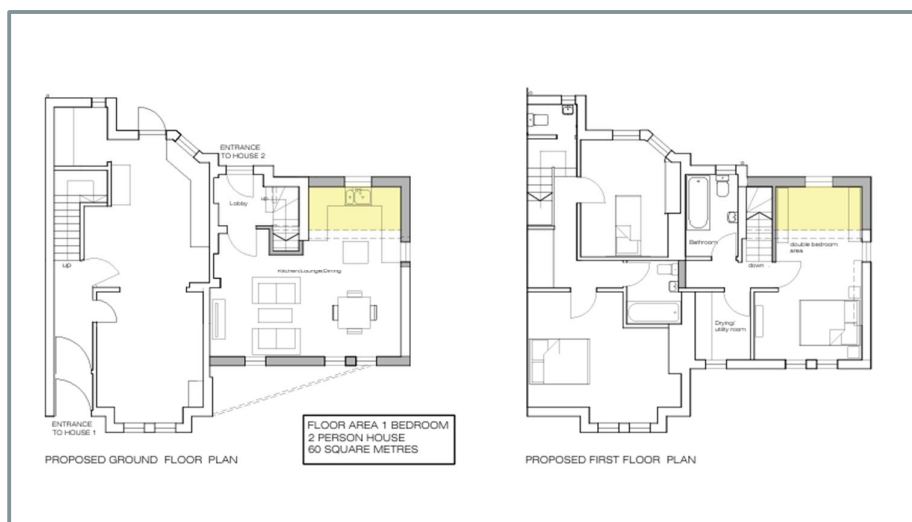 ENTRANCE
TO HOUSE 2
Lobby
up
up
Kitchen/Lounge/Dining
ENTRANCE
TO HOUSE 1
PROPOSED GROUND FLOOR PLAN
FLOOR AREA 1 BEDROOM
2 PERSON HOUSE
60 SQUARE METRES
Bathroom
double bedroom
area
down
Drying/
utility room
PROPOSED FIRST FLOOR PLAN